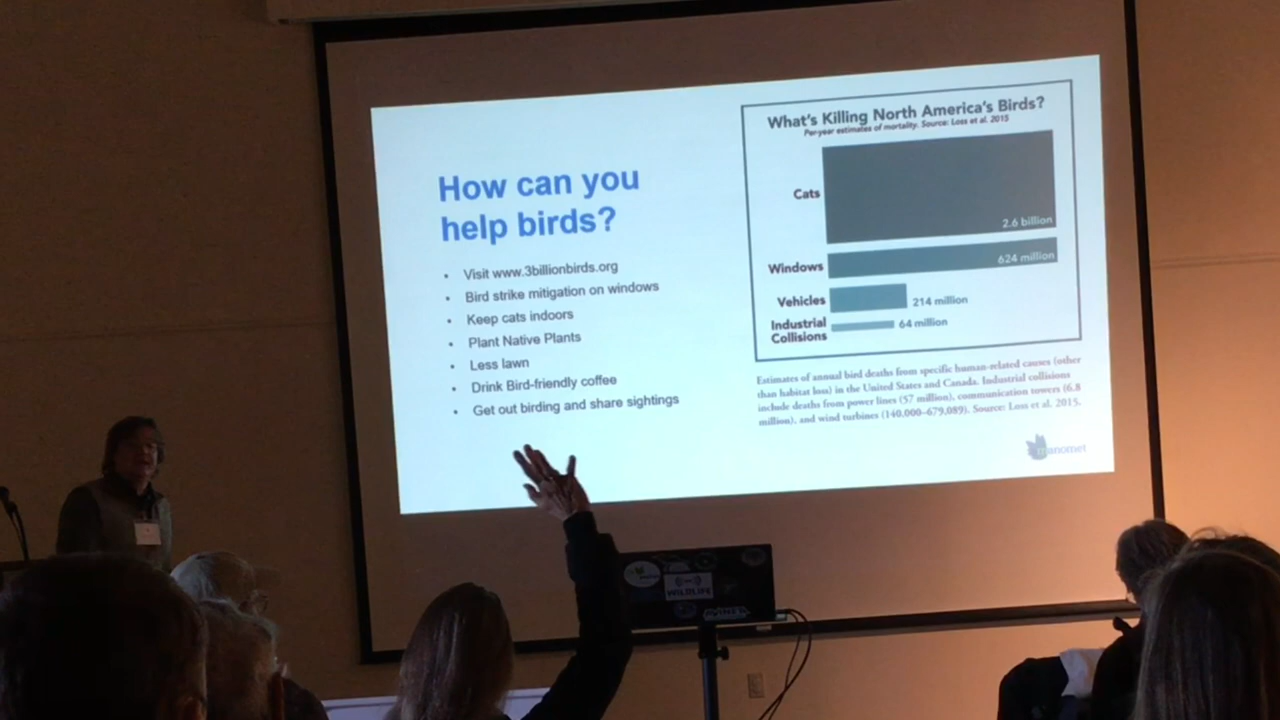 How can you
help birds?
• Visit www.3billionbirds.org
• Bird strike mitigation on windows
• Keep cats indoors
• Plant Native Plants
• Less lawn
• Drink Bird-friendly coffee
• Get out birding and share sightings
What's Killing North America's Birds?
Per-year estimates of mortality. Source: Loss et al. 2015
Cats
2.6 billion
Windows
624 million
Vehicles
214 million
Industrial
Collisions
64 million
Estimates of annual bird deaths from specific human-related causes (other
than habitat loss) in the United States and Canada. Industrial collisions
include deaths from power lines (57 million), communication towers (6.8
million), and wind turbines (140,000–679,089). Source: Loss et al. 2015.
manomet
WILDLIFE